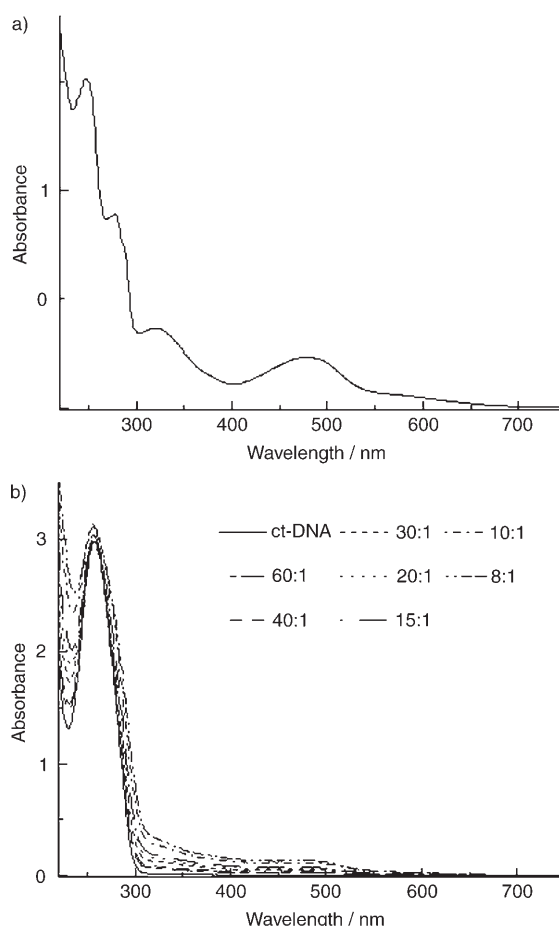 a)
Absorbance
1
0
300 400 500 600 700
Wavelength / nm
b)
Absorbance
3
2
1
0
ct-DNA 30:1 10:1
60:1 20:1 8:1
40:1 15:1
300 400 500 600 700
Wavelength / nm